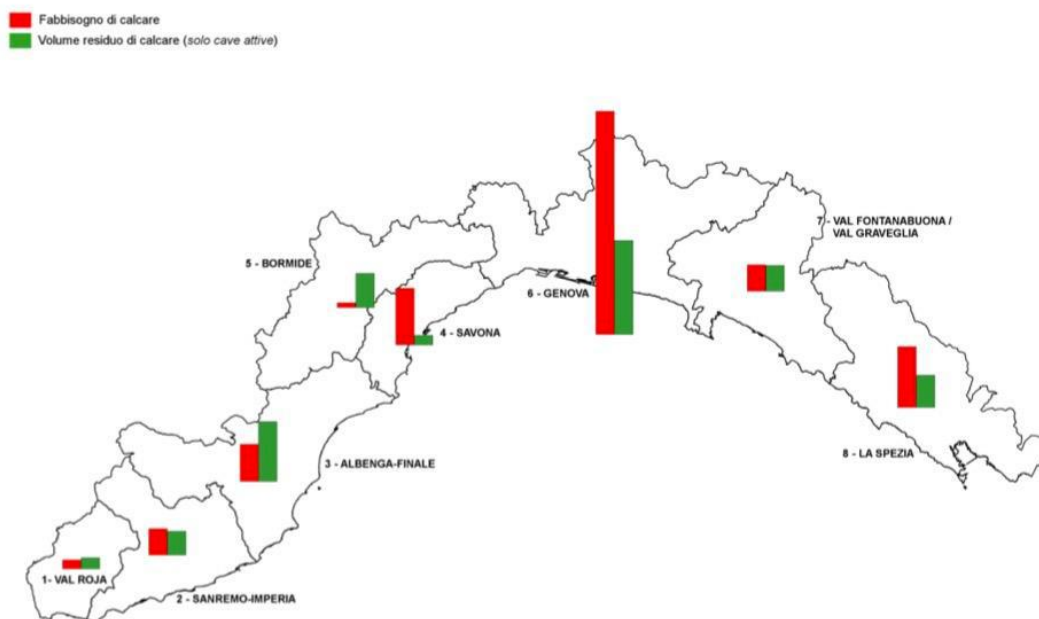 Fabbisogno di calcare
Volume residuo di calcare (solo cave attive)
7 - VAL FONTANABUONA /
VAL GRAVEGLIA
5 - BORMIDE
6 - GENOVA
4 - SAVONA
8 - LA SPEZIA
3 - ALBENGA-FINALE
1- VAL ROJA
2 - SANREMO-IMPERIA